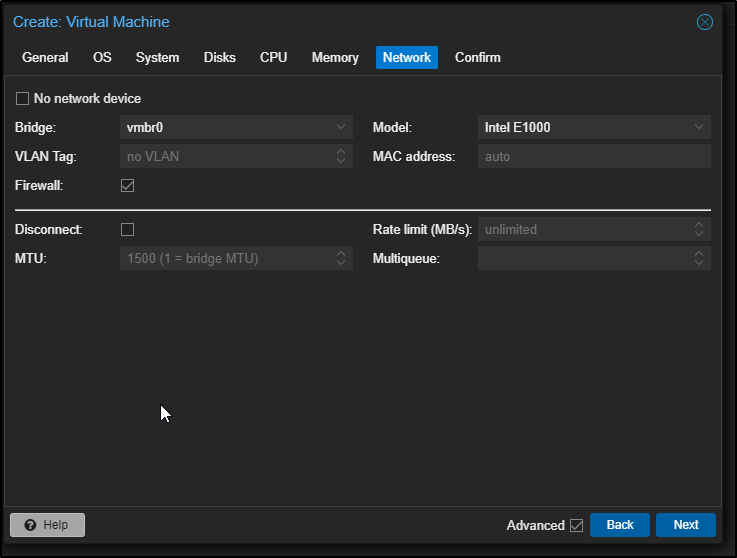 Create: Virtual Machine
General OS System Disks CPU Memory Network Confirm
No network device
Bridge: vmbr0 Model: Intel E1000
VLAN Tag: no VLAN MAC address: auto
Firewall:
Disconnect: Rate limit (MB/s): unlimited
MTU: 1500 (1 = bridge MTU) Multiqueue:
? Help Advanced Back Next